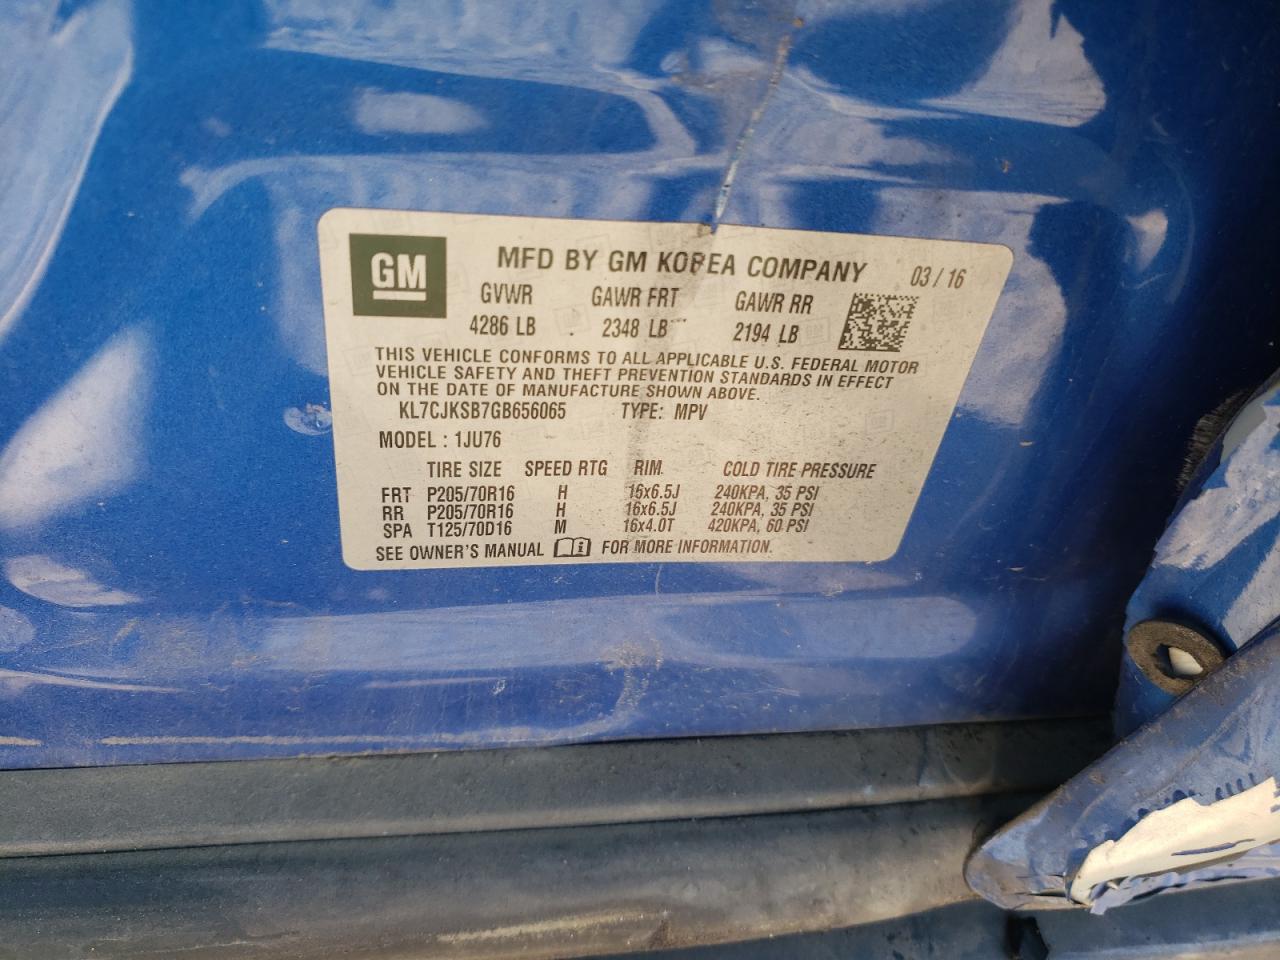 GM MFD BY GM KOREA COMPANY 03/16
GVWR GAWR FRT GAWR RR
4286 LB 2348 LB 2194 LB
THIS VEHICLE CONFORMS TO ALL APPLICABLE U.S. FEDERAL MOTOR
VEHICLE SAFETY AND THEFT PREVENTION STANDARDS IN EFFECT
ON THE DATE OF MANUFACTURE SHOWN ABOVE.
KL7CJKSB7GB656065 TYPE: MPV
MODEL: 1JU76
TIRE SIZE SPEED RTG RIM COLD TIRE PRESSURE
FRT P205/70R16 H 16x6.5J 240KPA, 35 PSI
RR P205/70R16 H 16x6.5J 240KPA, 35 PSI
SPA T125/70D16 M 16x4.0T 420KPA, 60 PSI
SEE OWNER'S MANUAL FOR MORE INFORMATION.